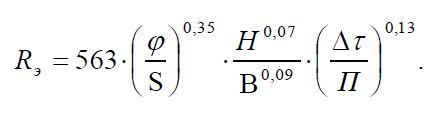 Rэ = 563 · (φ/S)^0,35 · H^0,07/B^0,09 · (Δτ/П)^0,13.